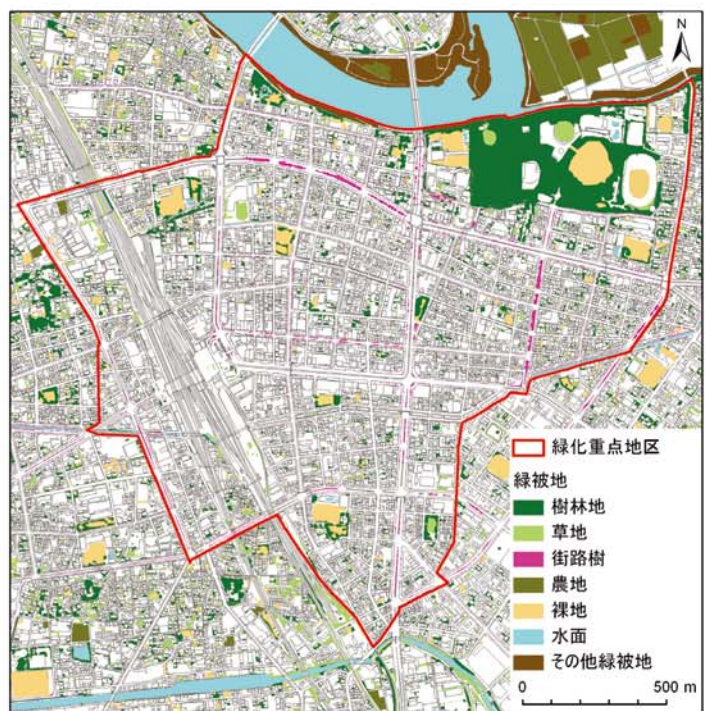 N
緑化重点地区
緑被地
樹林地
草地
街路樹
農地
裸地
水面
その他緑被地
0 500 m